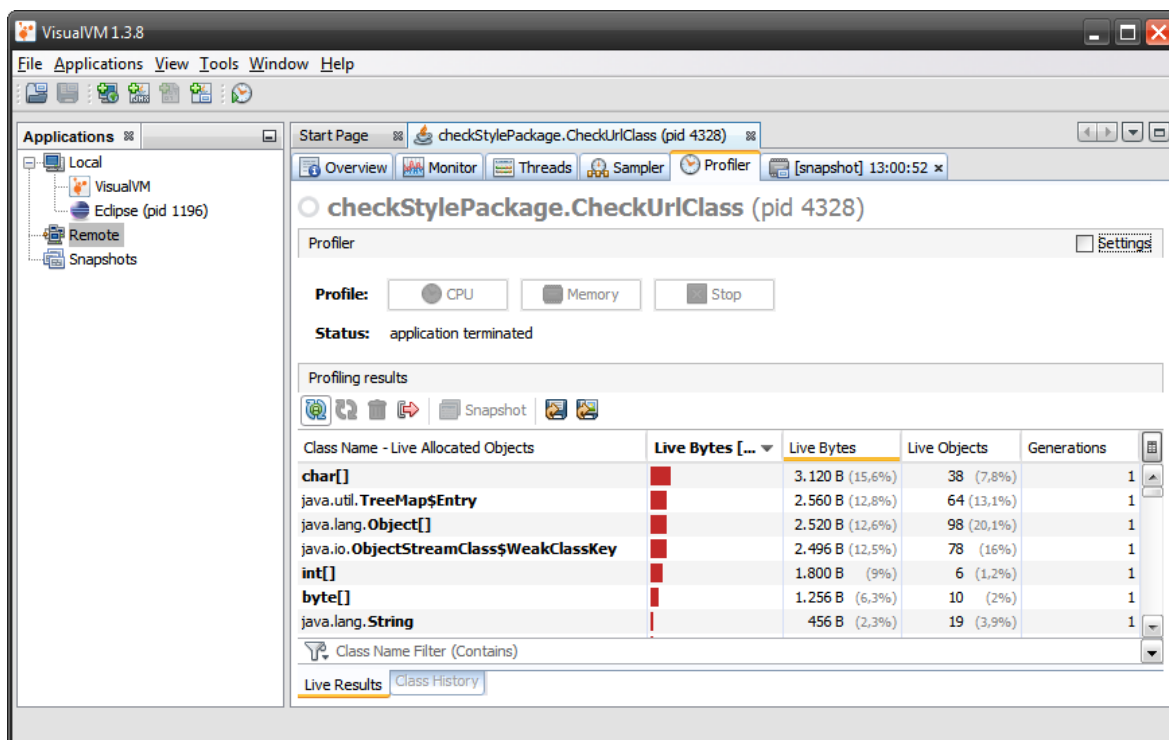 VisualVM 1.3.8
File Applications View Tools Window Help
Applications
Local
VisualVM
Eclipse (pid 1196)
Remote
Snapshots
Start Page checkStylePackage.CheckUrlClass (pid 4328)
Overview Monitor Threads Sampler Profiler [snapshot] 13:00:52
checkStylePackage.CheckUrlClass (pid 4328)
Profiler Settings
Profile: CPU Memory Stop
Status: application terminated
Profiling results
Snapshot
Class Name - Live Allocated Objects Live Bytes [... Live Bytes Live Objects Generations
char[] 3.120 B (15,6%) 38 (7,8%) 1
java.util.TreeMap$Entry 2.560 B (12,8%) 64 (13,1%) 1
java.lang.Object[] 2.520 B (12,6%) 98 (20,1%) 1
java.io.ObjectStreamClass$WeakClassKey 2.496 B (12,5%) 78 (16%) 1
int[] 1.800 B (9%) 6 (1,2%) 1
byte[] 1.256 B (6,3%) 10 (2%) 1
java.lang.String 456 B (2,3%) 19 (3,9%) 1
Class Name Filter (Contains)
Live Results Class History